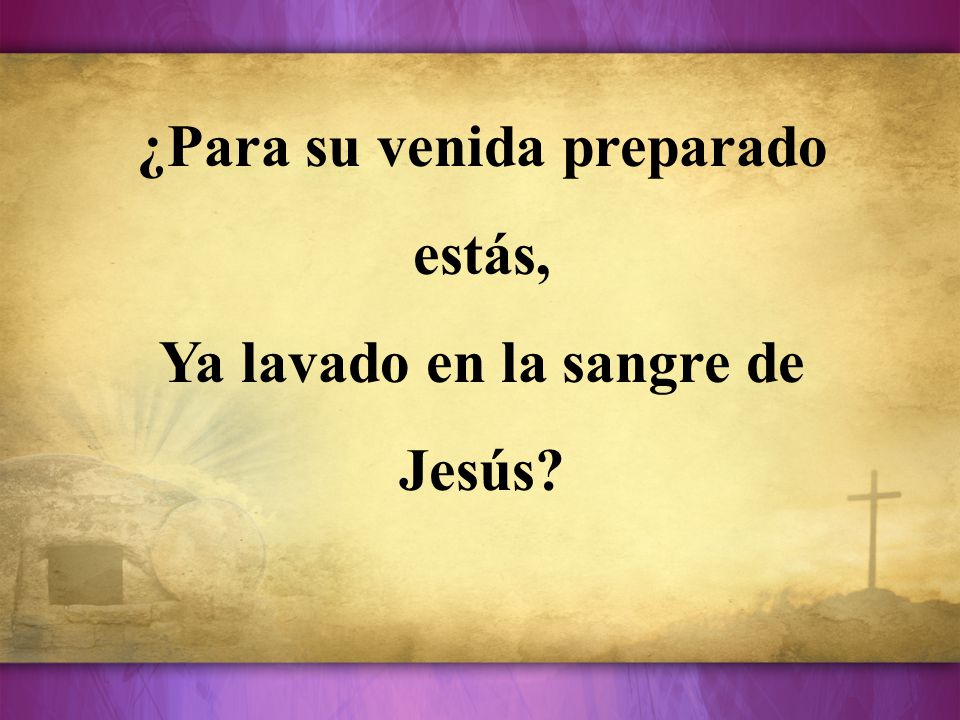 ¿Para su venida preparado
estás,
Ya lavado en la sangre de
Jesús?